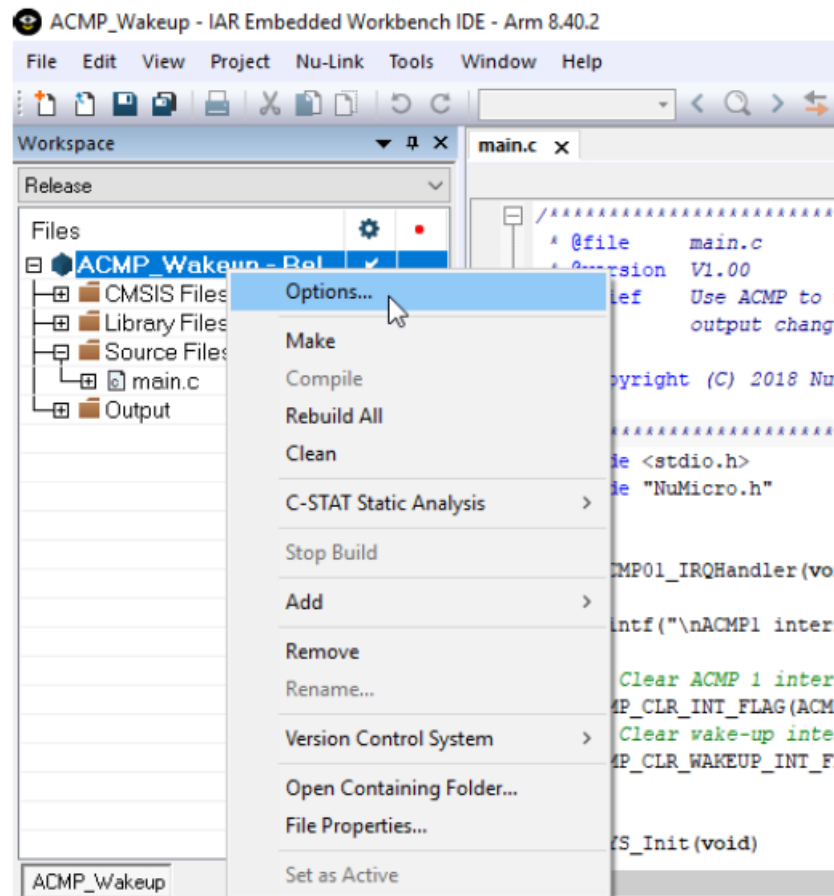 ACMP_Wakeup - IAR Embedded Workbench IDE - Arm 8.40.2
File Edit View Project Nu-Link Tools Window Help
Workspace
main.c
Release
Files
ACMP_Wakeup - Rel
CMSIS Files
Library Files
Source Files
main.c
Output
Options...
Make
Compile
Rebuild All
Clean
C-STAT Static Analysis
Stop Build
Add
Remove
Rename...
Version Control System
Open Containing Folder...
File Properties...
Set as Active
/************************
* @file main.c
* @version V1.00
ief Use ACMP to
output chang
pyright (C) 2018 Nu
******************
de <stdio.h>
de "NuMicro.h"
CMP01_IRQHandler(vo
intf("\nACMP1 inter
Clear ACMP 1 inter
MP_CLR_INT_FLAG(ACM
Clear wake-up inte
MP_CLR_WAKEUP_INT_F
YS_Init(void)
ACMP_Wakeup